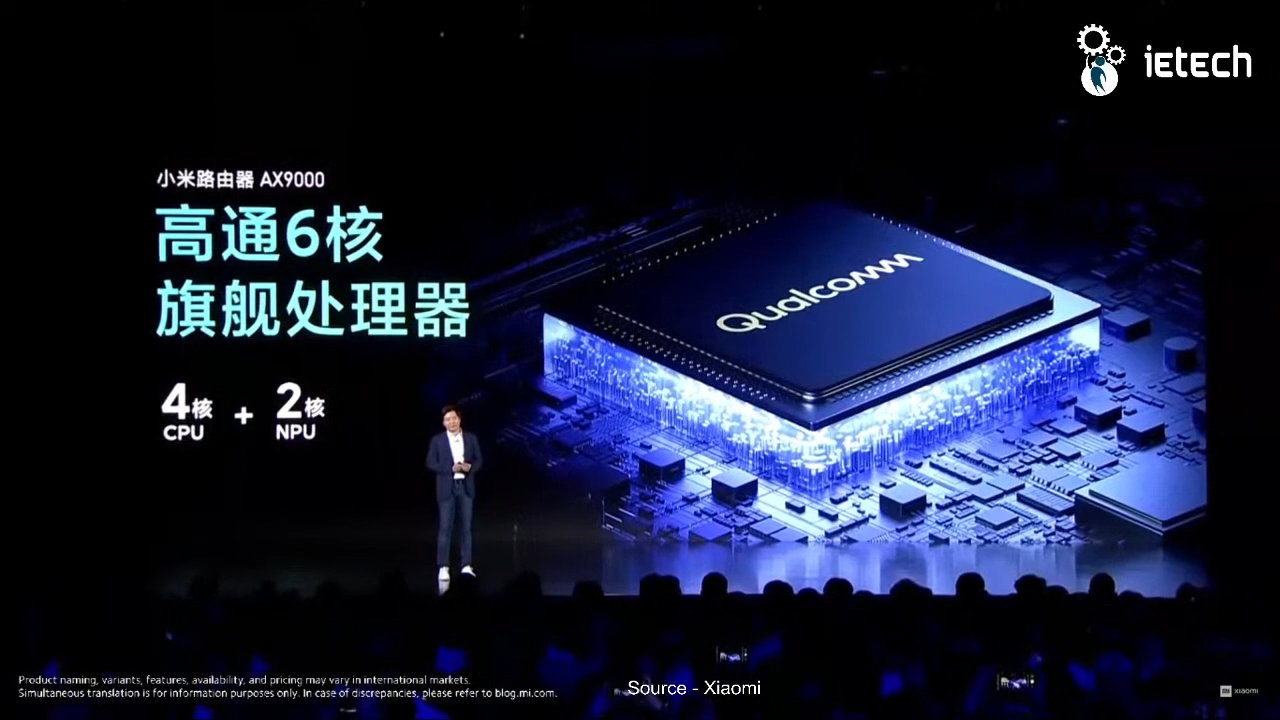 ietech
小米路由器 AX9000
高通6核
旗舰处理器
4核 + 2核
CPU NPU
Qualcomm
Product naming, variants, features, availability, and pricing may vary in international markets.
Simultaneous translation is for information purposes only. In case of discrepancies, please refer to blog.mi.com.
Source - Xiaomi
mi xiaomi